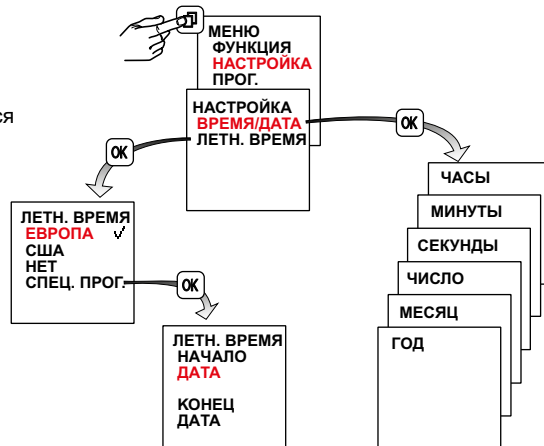 МЕНЮ
ФУНКЦИЯ
НАСТРОЙКА
ПРОГ.
ся
НАСТРОЙКА
ВРЕМЯ/ДАТА
ЛЕТН. ВРЕМЯ
OK
OK
ЛЕТН. ВРЕМЯ
ЕВРОПА ✓
США
НЕТ
СПЕЦ. ПРОГ.
OK
ЛЕТН. ВРЕМЯ
НАЧАЛО
ДАТА
КОНЕЦ
ДАТА
ЧАСЫ
МИНУТЫ
СЕКУНДЫ
ЧИСЛО
МЕСЯЦ
ГОД